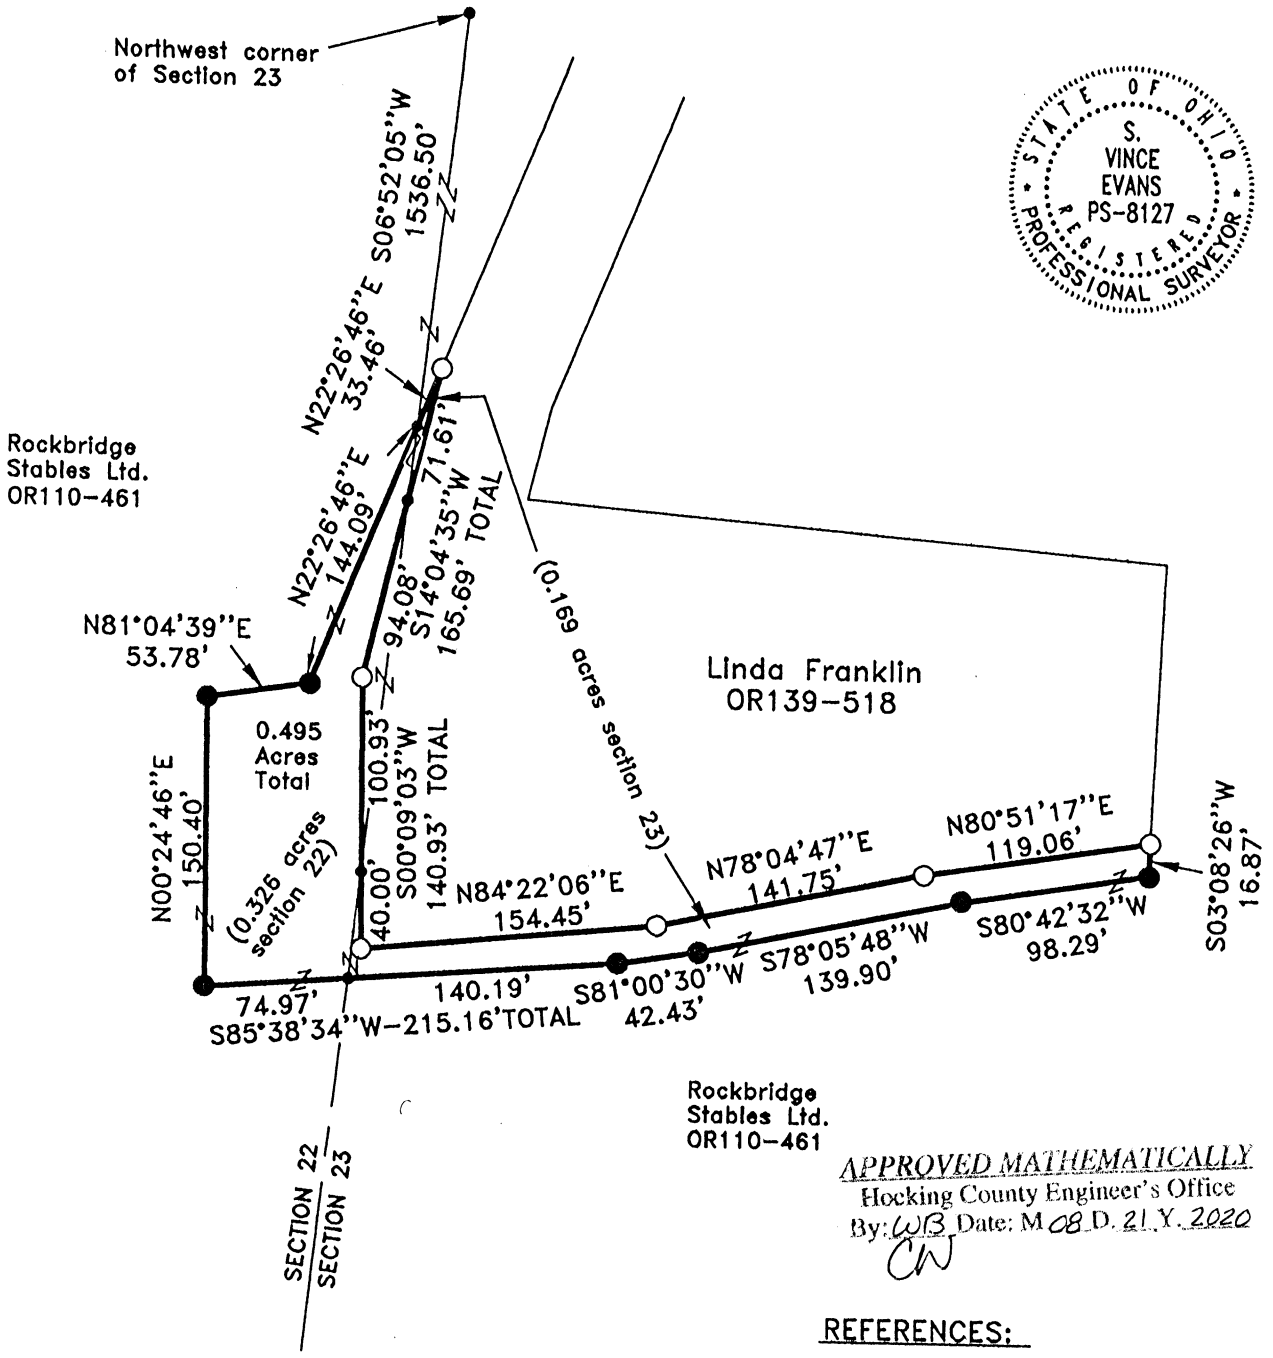 Northwest corner
of Section 23
S06°52'05"W
1536.50'
STATE OF OHIO
S.
VINCE
EVANS
PS-8127
REGISTERED
PROFESSIONAL SURVEYOR
N22°26'46"E
33.46'
Rockbridge
Stables Ltd.
OR110-461
N22°26'46"E
144.09'
71.61'
S14°04'35"W
165.69' TOTAL
94.08'
N81°04'39"E
53.78'
(0.169 acres section 23)
Linda Franklin
OR139-518
0.495
Acres
Total
N00°24'46"E
150.40'
(0.326 acres
section 22)
100.93'
S00°09'03"W
140.93' TOTAL
40.00'
N84°22'06"E
154.45'
N78°04'47"E
141.75'
N80°51'17"E
119.06'
S03°08'26"W
16.87'
S80°42'32"W
98.29'
S78°05'48"W
139.90'
S81°00'30"W
42.43'
74.97'
140.19'
S85°38'34"W-215.16'TOTAL
SECTION 22
SECTION 23
Rockbridge
Stables Ltd.
OR110-461
APPROVED MATHEMATICALLY
Hocking County Engineer's Office
By: WB Date: M 08 D. 21 Y. 2020
CW
REFERENCES: